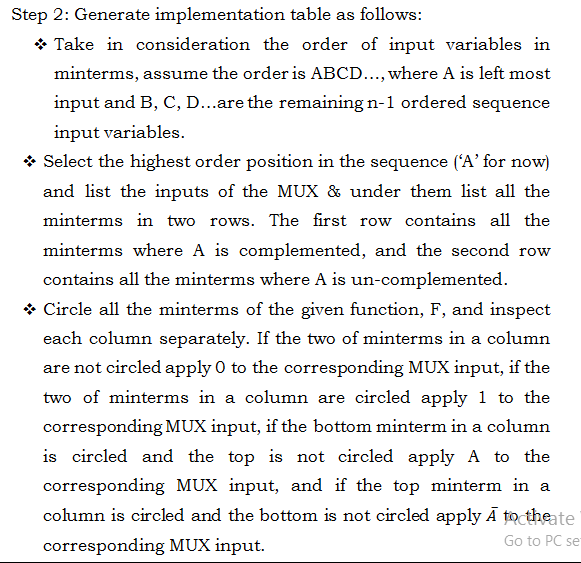 Step 2: Generate implementation table as follows:
❖ Take in consideration the order of input variables in
minterms, assume the order is ABCD…, where A is left most
input and B, C, D…are the remaining n-1 ordered sequence
input variables.
❖ Select the highest order position in the sequence (‘A’ for now)
and list the inputs of the MUX & under them list all the
minterms in two rows. The first row contains all the
minterms where A is complemented, and the second row
contains all the minterms where A is un-complemented.
❖ Circle all the minterms of the given function, F, and inspect
each column separately. If the two of minterms in a column
are not circled apply 0 to the corresponding MUX input, if the
two of minterms in a column are circled apply 1 to the
corresponding MUX input, if the bottom minterm in a column
is circled and the top is not circled apply A to the
corresponding MUX input, and if the top minterm in a
column is circled and the bottom is not circled apply Ā to the
corresponding MUX input.
Activate
Go to PC se